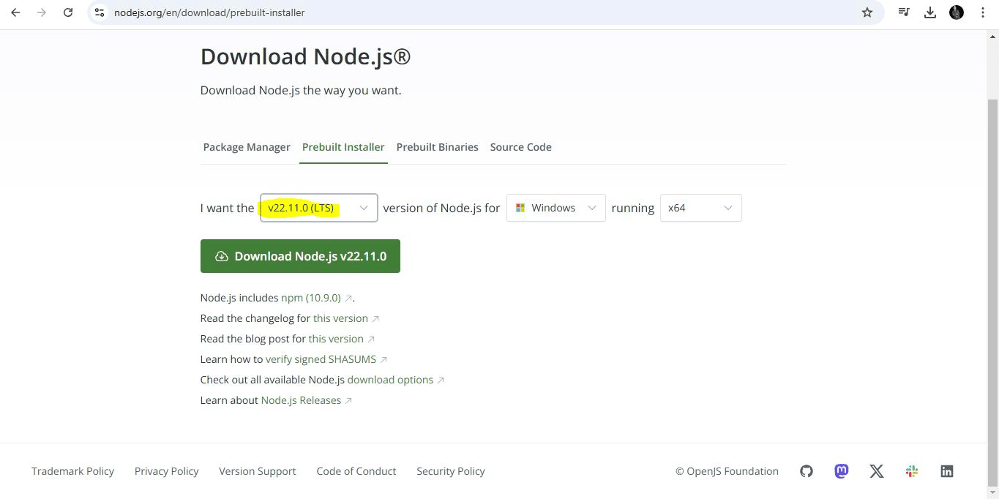 nodejs.org/en/download/prebuilt-installer
Download Node.js®
Download Node.js the way you want.
Package Manager Prebuilt Installer Prebuilt Binaries Source Code
I want the v22.11.0 (LTS) version of Node.js for Windows running x64
Download Node.js v22.11.0
Node.js includes npm (10.9.0) ↗.
Read the changelog for this version ↗
Read the blog post for this version ↗
Learn how to verify signed SHASUMS ↗
Check out all available Node.js download options ↗
Learn about Node.js Releases ↗
Trademark Policy Privacy Policy Version Support Code of Conduct Security Policy © OpenJS Foundation